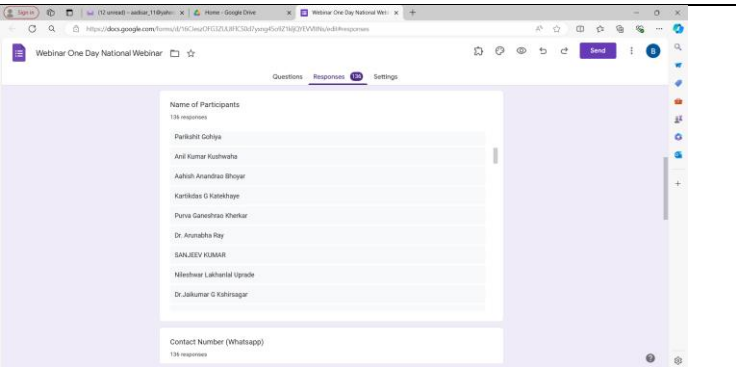 Sign in
(12 unread) - aadkar_11@yaho
Home - Google Drive
Webinar One Day National Web
Webinar One Day National Webinar
Send
B
Questions Responses 136 Settings
Name of Participants
136 responses
Parikshit Gohiya
Anil Kumar Kushwaha
Aahish Anandrao Bhoyar
Kartikdas G Katekhaye
Purva Ganeshrao Kherkar
Dr. Arunabha Ray
SANJEEV KUMAR
Nileshwar Lakhanlal Uprade
Dr.Jaikumar G Kshirsagar
Contact Number (Whatsapp)
136 responses